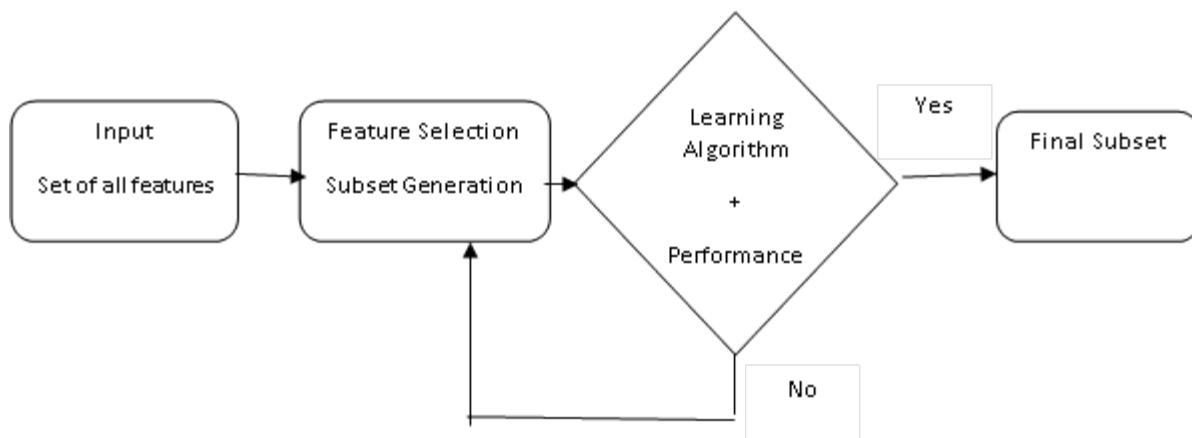 Input
Set of all features
Feature Selection
Subset Generation
Learning
Algorithm
+
Performance
Yes
No
Final Subset